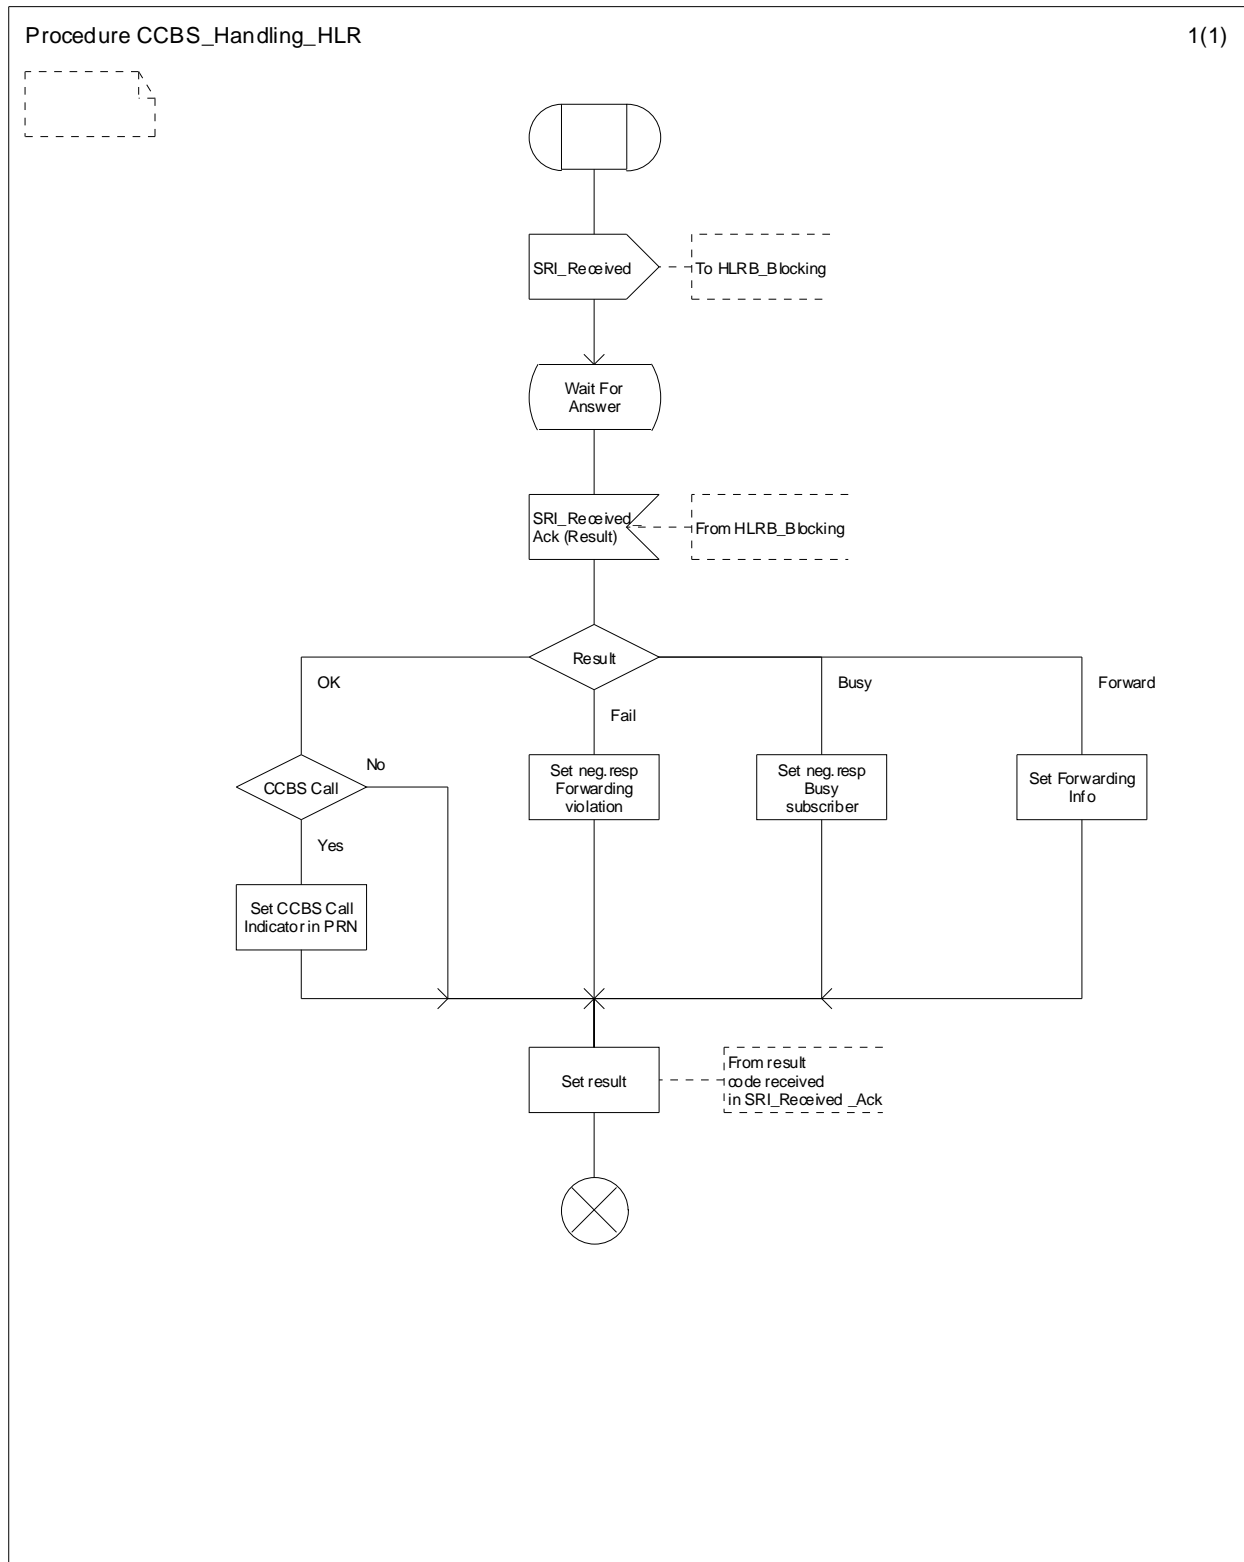 Procedure CCBS_Handling_HLR
1(1)
SRI_Received
To HLRB_Blocking
Wait For
Answer
SRI_Received_
Ack (Result)
From HLRB_Blocking
Result
OK
Busy
Forward
Fail
CCBS Call
No
Set neg.resp
Forwarding
violation
Set neg.resp
Busy
subscriber
Set Forwarding
Info
Yes
Set CCBS Call
Indicator in PRN
Set result
From result
code received
in SRI_Received _Ack